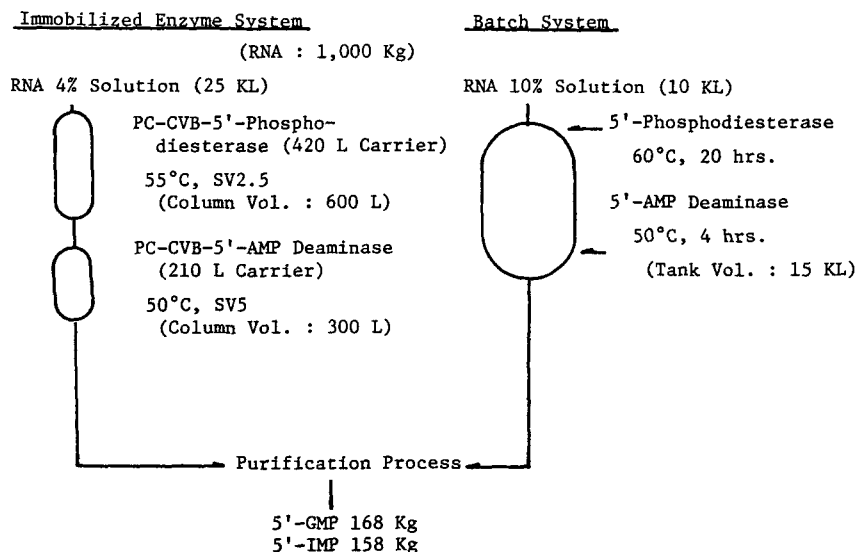 Immobilized Enzyme System
Batch System
(RNA : 1,000 Kg)
RNA 4% Solution (25 KL)
PC-CVB-5'-Phospho-
diesterase (420 L Carrier)
55°C, SV2.5
(Column Vol. : 600 L)
PC-CVB-5'-AMP Deaminase
(210 L Carrier)
50°C, SV5
(Column Vol. : 300 L)
RNA 10% Solution (10 KL)
5'-Phosphodiesterase
60°C, 20 hrs.
5'-AMP Deaminase
50°C, 4 hrs.
(Tank Vol. : 15 KL)
Purification Process
5'-GMP 168 Kg
5'-IMP 158 Kg